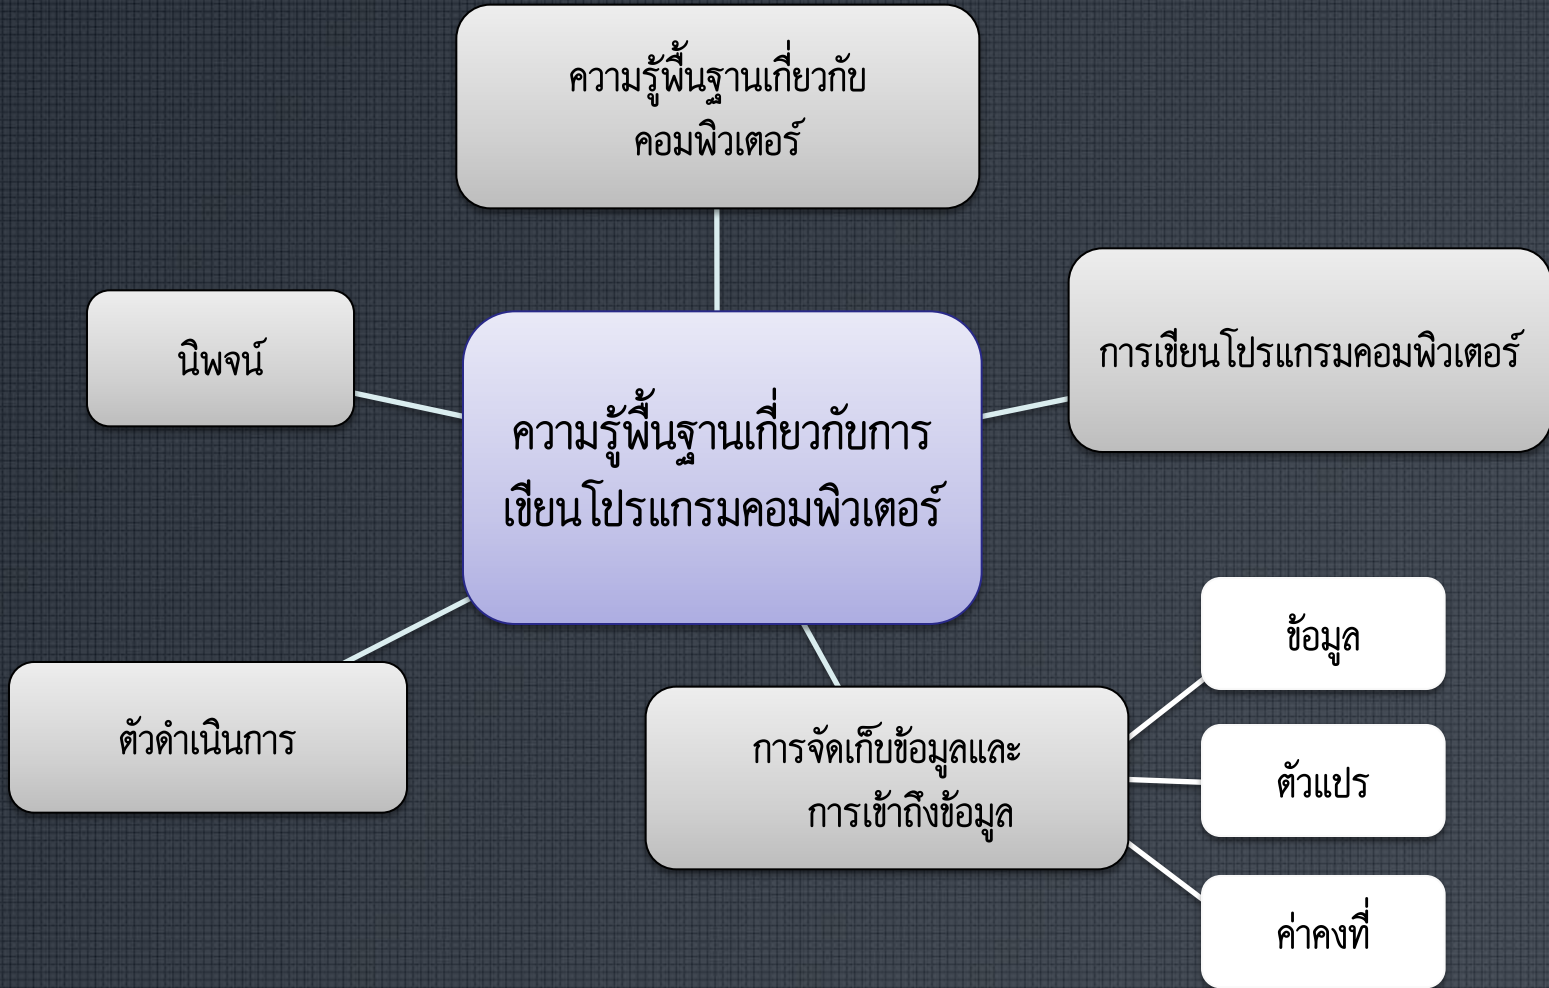 ความรู้พื้นฐานเกี่ยวกับ
คอมพิวเตอร์
การเขียนโปรแกรมคอมพิวเตอร์
นิพจน์
ความรู้พื้นฐานเกี่ยวกับการ
เขียนโปรแกรมคอมพิวเตอร์
ตัวดำเนินการ
การจัดเก็บข้อมูลและ
การเข้าถึงข้อมูล
ข้อมูล
ตัวแปร
ค่าคงที่